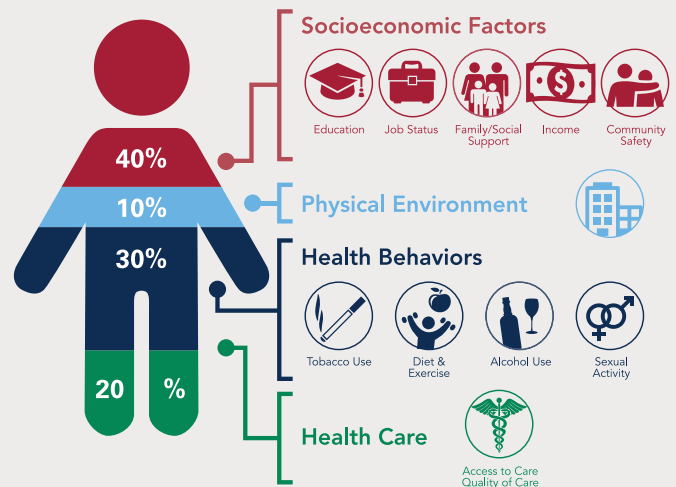 Socioeconomic Factors
Education
Job Status
Family/Social
Support
Income
Community
Safety
40%
10%
Physical Environment
30%
Health Behaviors
Tobacco Use
Diet &
Exercise
Alcohol Use
Sexual
Activity
20 %
Health Care
Access to Care
Quality of Care